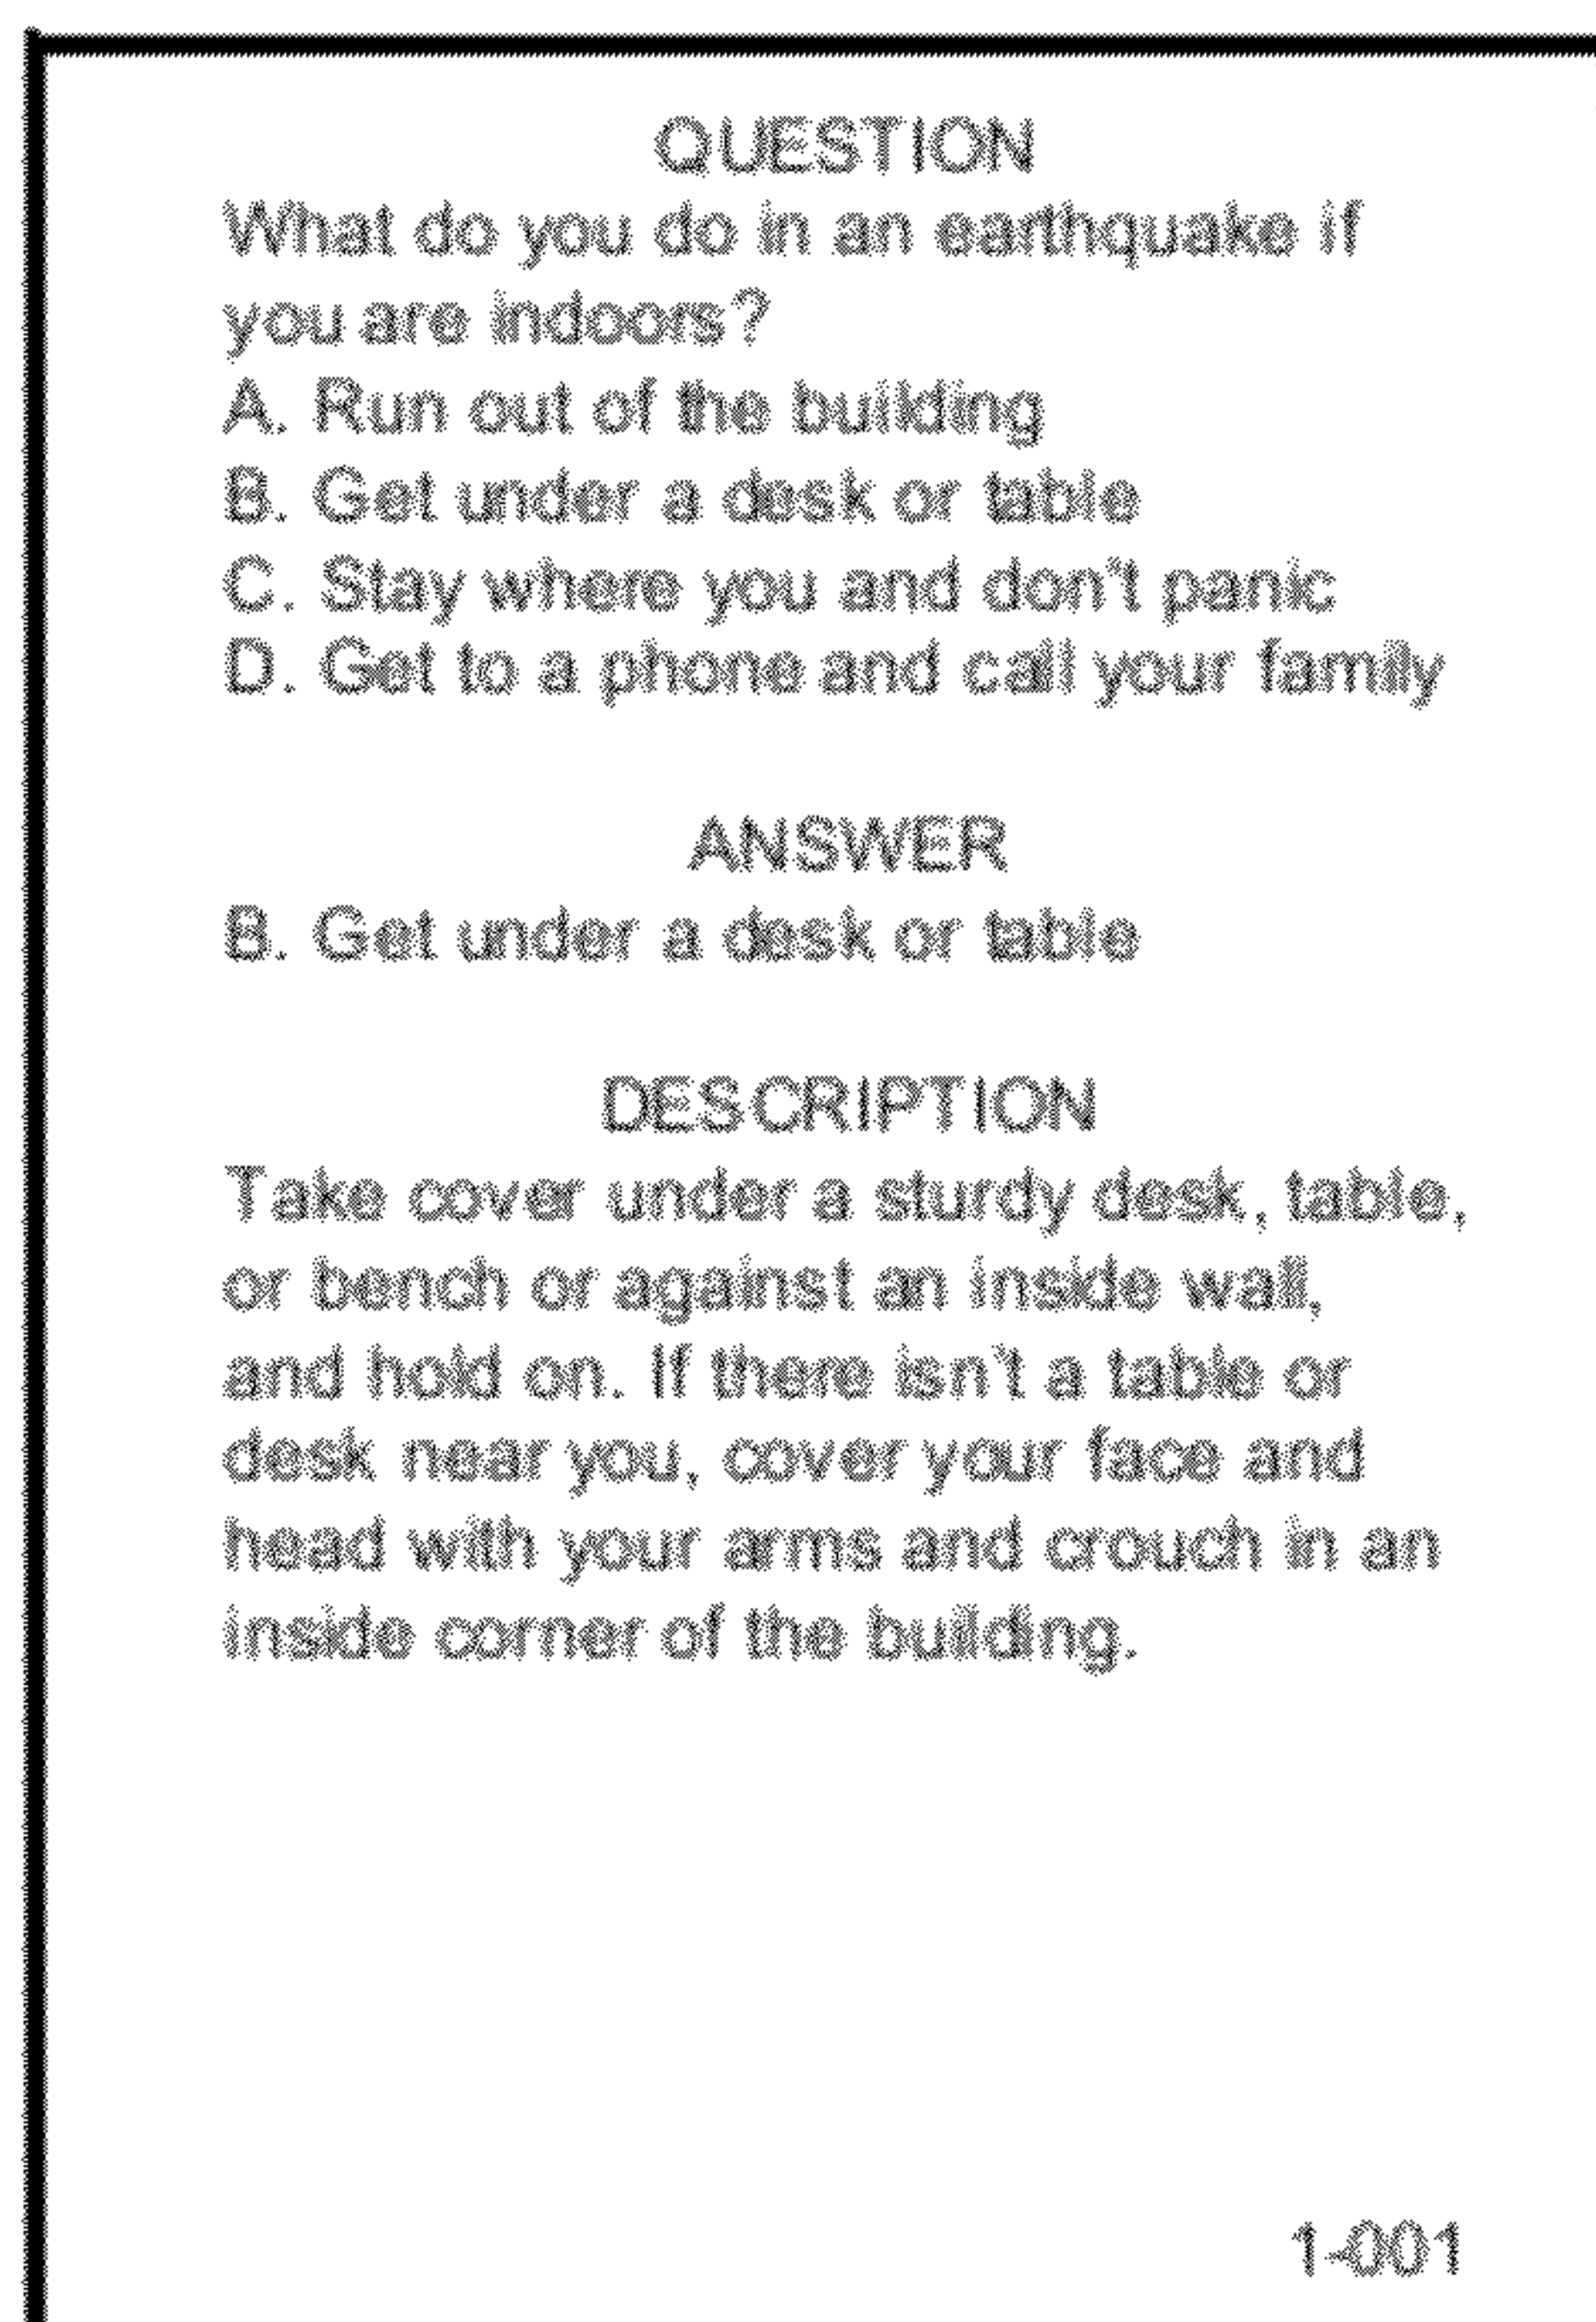 QUESTION
What do you do in an earthquake if
you are indoors?
A. Run out of the building
B. Get under a desk or table
C. Stay where you and don't panic
D. Get to a phone and call your family
ANSWER
B. Get under a desk or table
DESCRIPTION
Take cover under a sturdy desk, table,
or bench or against an inside wall,
and hold on. If there isn't a table or
desk near you, cover your face and
head with your arms and crouch in an
inside corner of the building.
1-001